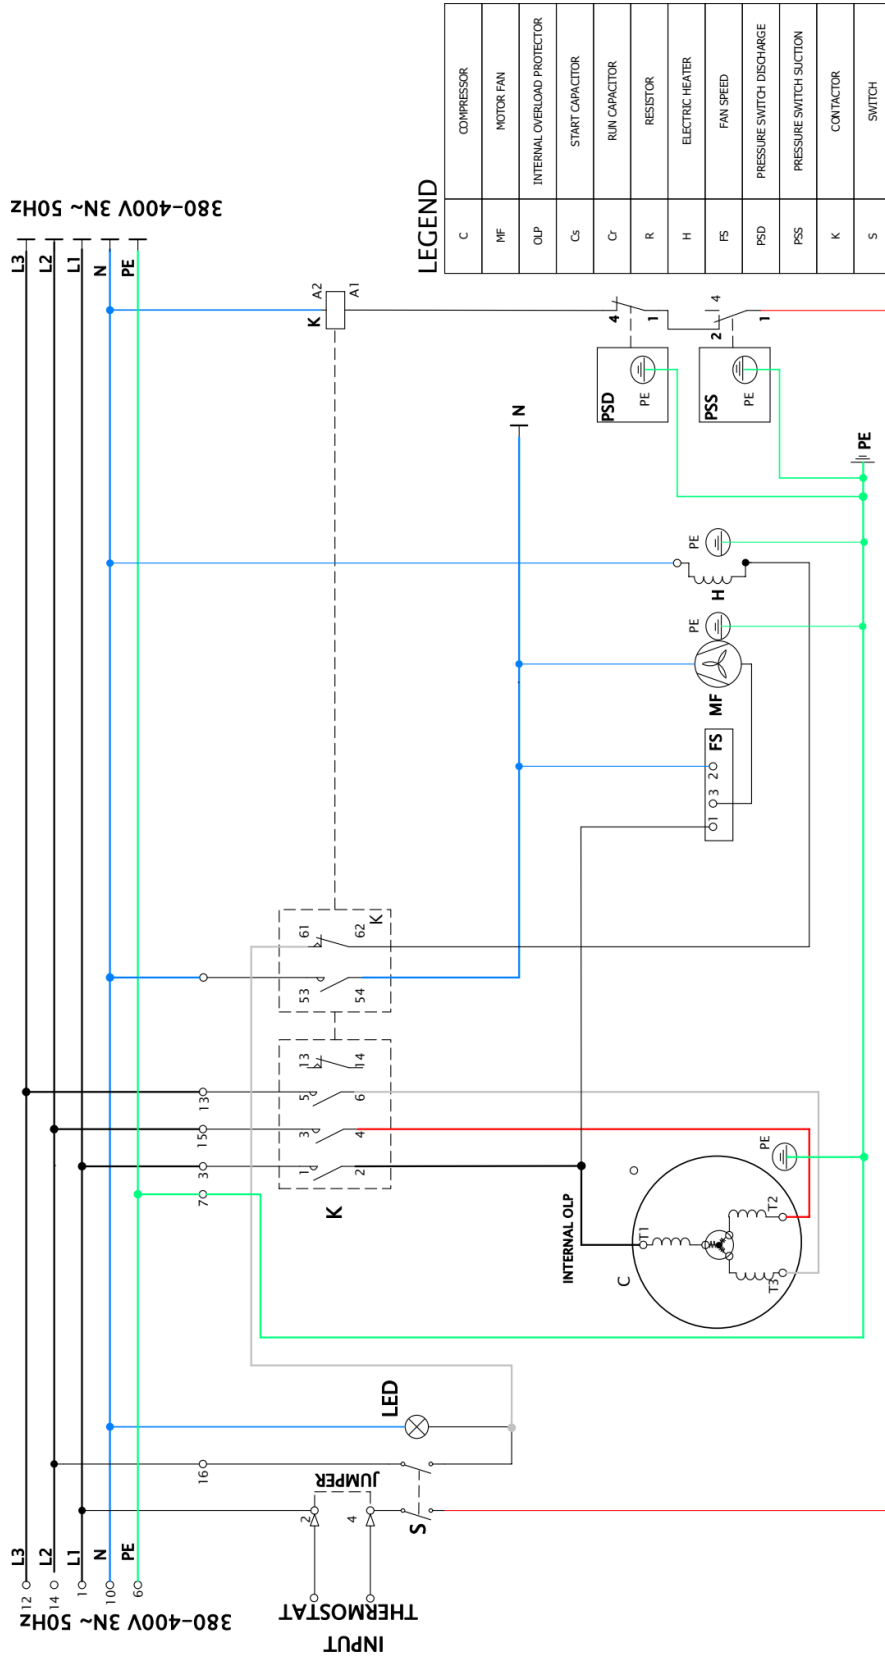 380-400V 3N~ 50Hz
L3
L2
L1
N
PE
LEGEND
C COMPRESSOR
MF MOTOR FAN
OLP INTERNAL OVERLOAD PROTECTOR
Cs START CAPACITOR
Cr RUN CAPACITOR
R RESISTOR
H ELECTRIC HEATER
FS FAN SPEED
PSD PRESSURE SWITCH DISCHARGE
PSS PRESSURE SWITCH SUCTION
K CONTACTOR
S SWITCH
K
A2
A1
4
1
2
4
1
PSD
PE
PSS
PE
N
PE
PE
H
PE
MF
FS
1
3
2
61
62
K
53
54
13
14
5
6
3
4
1
2
K
13
15
3
7
INTERNAL OLP
C
T1
T2
T3
PE
LED
16
JUMPER
2
4
S
L3
L2
L1
N
PE
12
14
1
10
6
380-400V 3N~ 50Hz
THERMOSTAT
INPUT